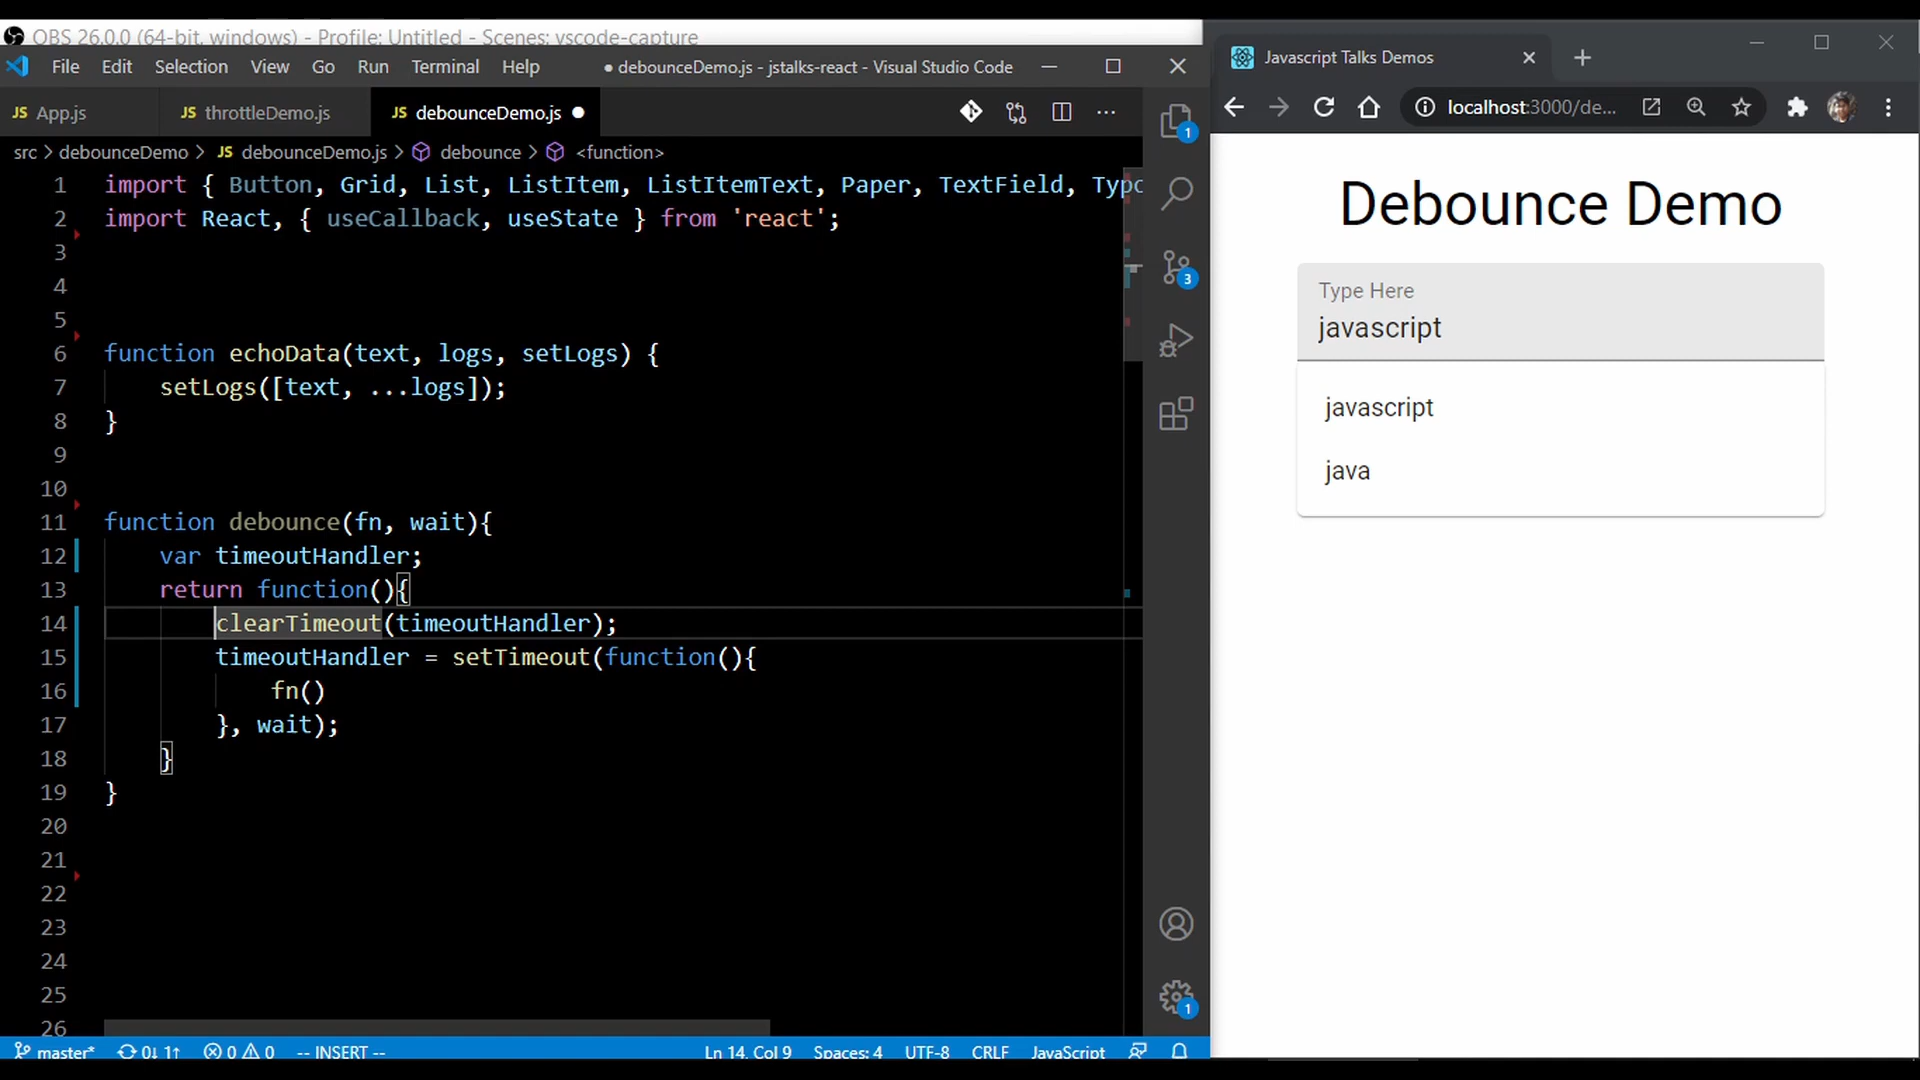 OBS 26.0.0 (64-bit, windows) - Profile: Untitled - Scenes: vscode-capture
File Edit Selection View Go Run Terminal Help ● debounceDemo.js - jstalks-react - Visual Studio Code
JS App.js JS throttleDemo.js JS debounceDemo.js ●
src > debounceDemo > JS debounceDemo.js > debounce > <function>
1 import { Button, Grid, List, ListItem, ListItemText, Paper, TextField, Typo
2 import React, { useCallback, useState } from 'react';
3
4
5
6 function echoData(text, logs, setLogs) {
7 setLogs([text, ...logs]);
8 }
9
10
11 function debounce(fn, wait){
12 var timeoutHandler;
13 return function(){
14 clearTimeout(timeoutHandler);
15 timeoutHandler = setTimeout(function(){
16 fn()
17 }, wait);
18 }
19 }
20
21
22
23
24
25
26
1
3
1
master* 0↓ 1↑ 0 0 -- INSERT -- Ln 14, Col 9 Spaces: 4 UTF-8 CRLF JavaScript
Javascript Talks Demos
localhost:3000/de...
Debounce Demo
Type Here
javascript
javascript
java